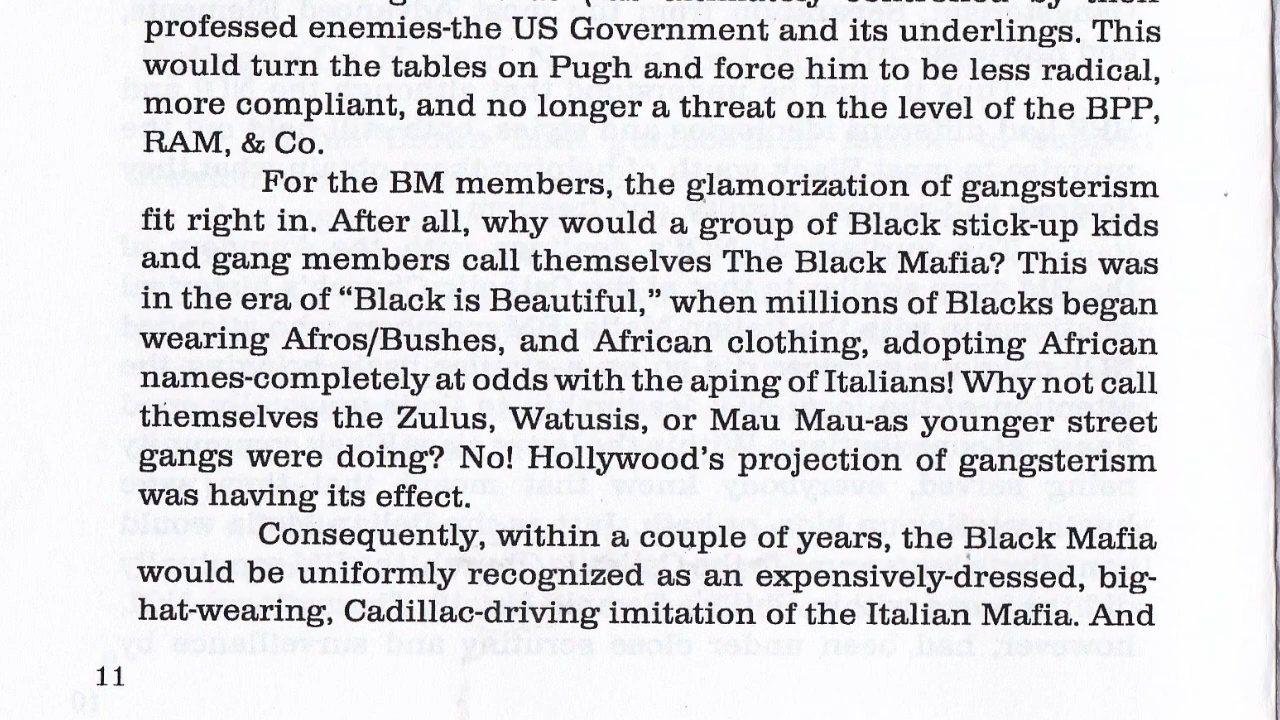 professed enemies-the US Government and its underlings. This
would turn the tables on Pugh and force him to be less radical,
more compliant, and no longer a threat on the level of the BPP,
RAM, & Co.
For the BM members, the glamorization of gangsterism
fit right in. After all, why would a group of Black stick-up kids
and gang members call themselves The Black Mafia? This was
in the era of “Black is Beautiful,” when millions of Blacks began
wearing Afros/Bushes, and African clothing, adopting African
names-completely at odds with the aping of Italians! Why not call
themselves the Zulus, Watusis, or Mau Mau-as younger street
gangs were doing? No! Hollywood’s projection of gangsterism
was having its effect.
Consequently, within a couple of years, the Black Mafia
would be uniformly recognized as an expensively-dressed, big-
hat-wearing, Cadillac-driving imitation of the Italian Mafia. And
11